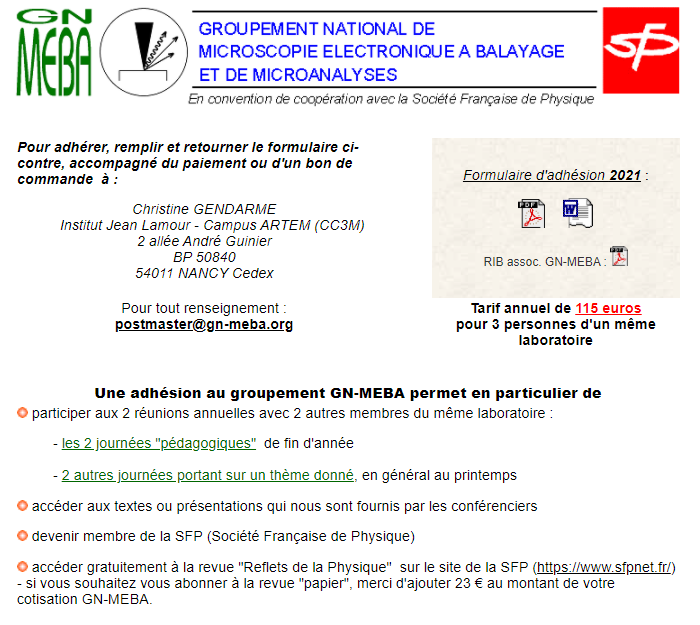 GN
MEBA
GROUPEMENT NATIONAL DE
MICROSCOPIE ELECTRONIQUE A BALAYAGE
ET DE MICROANALYSES
En convention de coopération avec la Société Française de Physique
sfp
Pour adhérer, remplir et retourner le formulaire ci-
contre, accompagné du paiement ou d'un bon de
commande à :
Christine GENDARME
Institut Jean Lamour - Campus ARTEM (CC3M)
2 allée André Guinier
BP 50840
54011 NANCY Cedex
Pour tout renseignement :
postmaster@gn-meba.org
Formulaire d'adhésion 2021 :
PDF W
RIB assoc. GN-MEBA : PDF
Tarif annuel de 115 euros
pour 3 personnes d'un même
laboratoire
Une adhésion au groupement GN-MEBA permet en particulier de
participer aux 2 réunions annuelles avec 2 autres membres du même laboratoire :
- les 2 journées "pédagogiques" de fin d'année
- 2 autres journées portant sur un thème donné, en général au printemps
accéder aux textes ou présentations qui nous sont fournis par les conférenciers
devenir membre de la SFP (Société Française de Physique)
accéder gratuitement à la revue "Reflets de la Physique" sur le site de la SFP (https://www.sfpnet.fr/)
- si vous souhaitez vous abonner à la revue "papier", merci d'ajouter 23 € au montant de votre
cotisation GN-MEBA.